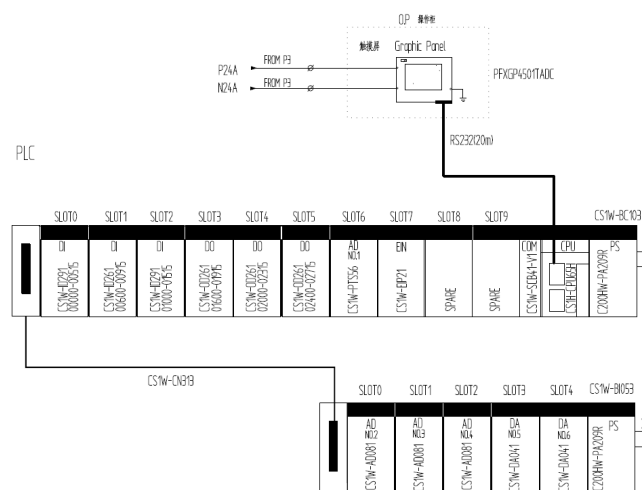 O.P 操作柜
触摸屏 Graphic Panel
P24A FROM P3
N24A FROM P3
PFXGP4501TADC
RS232(20m)
PLC
SLOT0 SLOT1 SLOT2 SLOT3 SLOT4 SLOT5 SLOT6 SLOT7 SLOT8 SLOT9 CS1W-BC103
DI DI DI DO DO DO AD EIN COM CPU PS
NO.1
CS1W-ID291
00000-00515
CS1W-ID261
00600-00915
CS1W-ID291
01000-01515
CS1W-OD261
01600-01915
CS1W-OD261
02000-02315
CS1W-OD261
02400-02715
CS1W-PTS56
CS1W-EIP21
SPARE
SPARE
CS1W-SCB41-V1
CS1H-CPU65H
C200HW-PA209R
CS1W-CN313
SLOT0 SLOT1 SLOT2 SLOT3 SLOT4 CS1W-BI053
AD AD AD DA DA PS
NO.2 NO.3 NO.4 NO.5 NO.6
CS1W-AD081
CS1W-AD081
CS1W-AD081
CS1W-DA041
CS1W-DA041
C200HW-PA209R